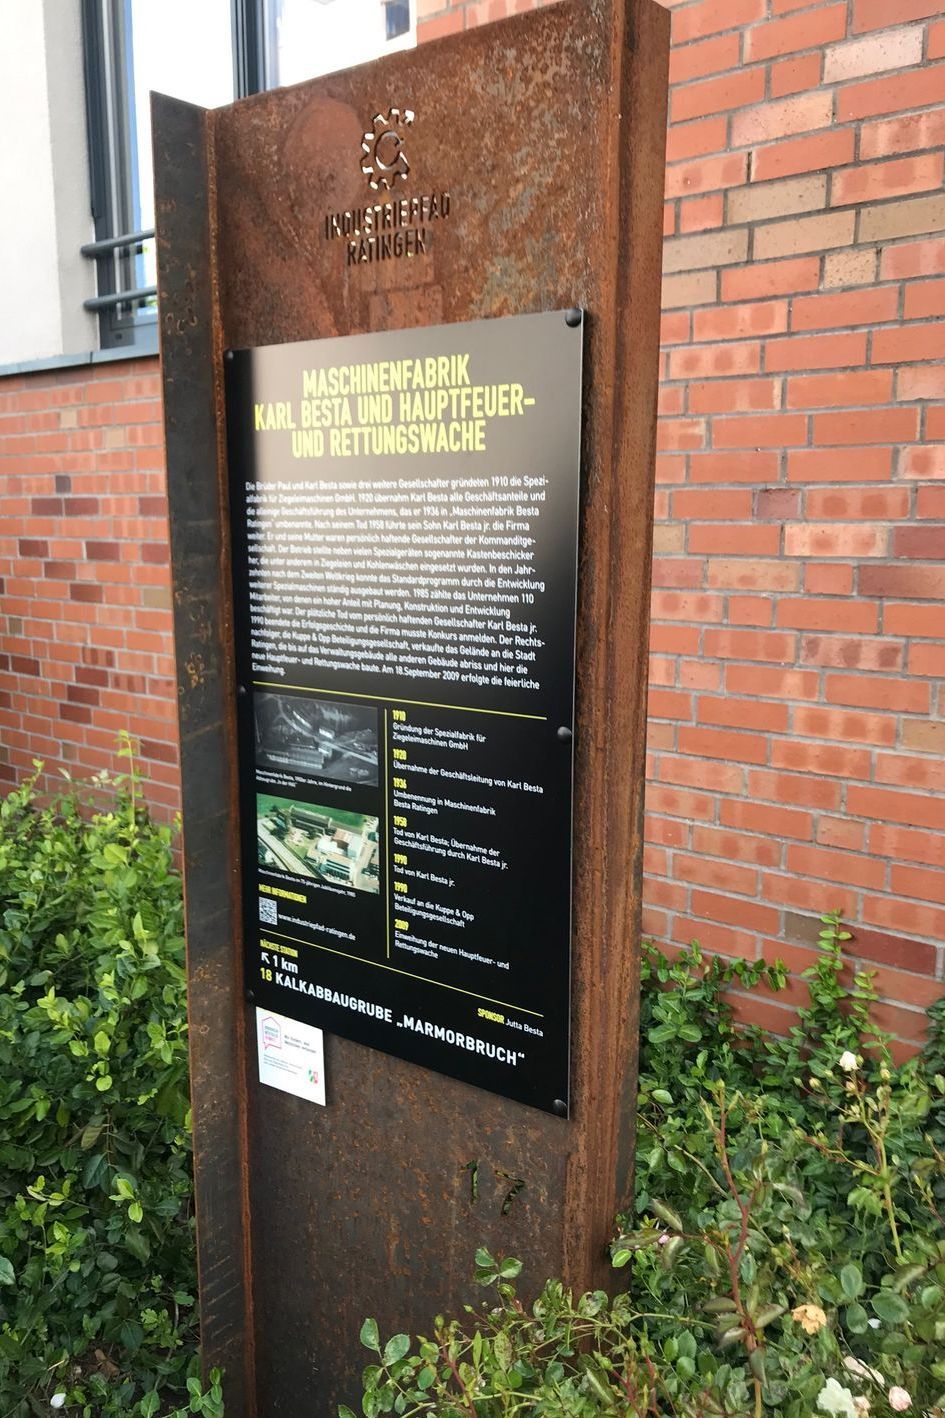 INDUSTRIEPFAD
RATINGEN
MASCHINENFABRIK
KARL BESTA UND HAUPTFEUER-
UND RETTUNGSWACHE
Die Brüder Paul und Karl Besta sowie drei weitere Gesellschafter gründeten 1910 die Spezi-
alfabrik für Ziegeleimaschinen GmbH. 1920 übernahm Karl Besta alle Geschäftsanteile und
die alleinige Geschäftsführung des Unternehmens, das er 1936 in „Maschinenfabrik Besta
Ratingen" umbenannte. Nach seinem Tod 1958 führte sein Sohn Karl Besta jr. die Firma
weiter. Er und seine Mutter waren persönlich haftende Gesellschafter der Kommanditge-
sellschaft. Der Betrieb stellte neben vielen Spezialgeräten sogenannte Kastenbeschicker
her, die unter anderem in Ziegeleien und Kohlenwäschen eingesetzt wurden. In den Jahr-
zehnten nach dem Zweiten Weltkrieg konnte das Standardprogramm durch die Entwicklung
weiterer Spezialmaschinen ständig ausgebaut werden. 1985 zählte das Unternehmen 110
Mitarbeiter, von denen ein hoher Anteil mit Planung, Konstruktion und Entwicklung
beschäftigt war. Der plötzliche Tod vom persönlich haftenden Gesellschafter Karl Besta jr.
1990 beendete die Erfolgsgeschichte und die Firma musste Konkurs anmelden. Der Rechts-
nachfolger, die Kuppe & Opp Beteiligungsgesellschaft, verkaufte das Gelände an die Stadt
Ratingen, die bis auf das Verwaltungsgebäude alle anderen Gebäude abriss und hier die
neue Hauptfeuer- und Rettungswache baute. Am 18.September 2009 erfolgte die feierliche
Einweihung.
Maschinenfabrik Besta, Jahre, im Hintergrund die
1910
Gründung der Spezialfabrik für
Ziegeleimaschinen GmbH
1920
Übernahme der Geschäftsleitung von Karl Besta
1936
Umbenennung in Maschinenfabrik
Besta Ratingen
1958
Tod von Karl Besta; Übernahme der
Geschäftsführung durch Karl Besta jr.
1990
Tod von Karl Besta jr.
1990
Verkauf an die Kuppe & Opp
Beteiligungsgesellschaft
2009
Einweihung der neuen Hauptfeuer- und
Rettungswache
Maschinenfabrik Besta im 75-jährigen Jubiläumsjahr, 1985
MEHR INFORMATIONEN
www.industriepfad-ratingen.de
NÄCHSTE STATION
1 km
18 KALKABBAUGRUBE „MARMORBRUCH"
SPONSOR Jutta Besta
17